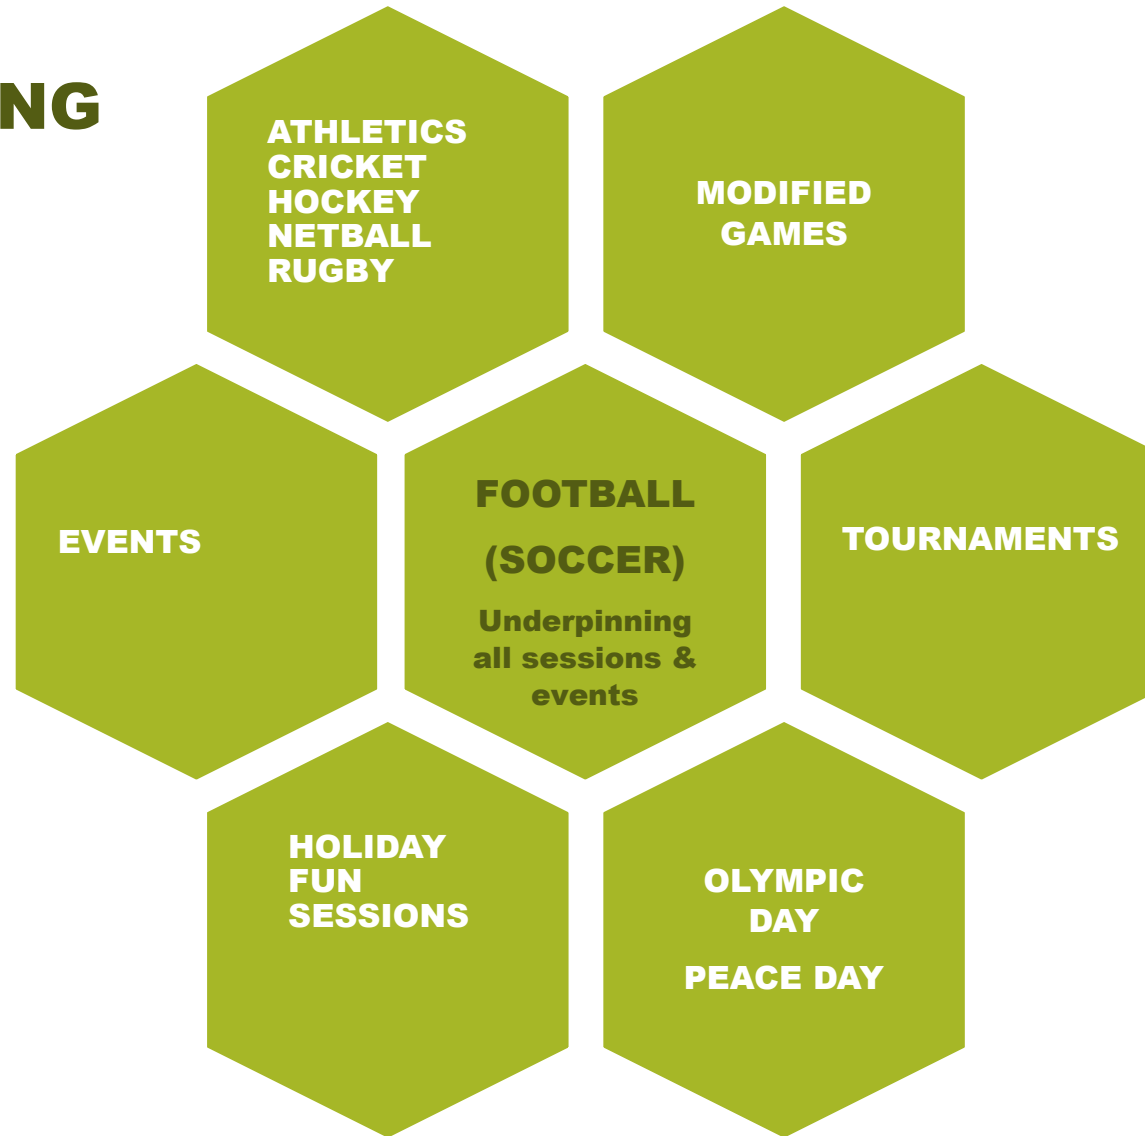 NG
ATHLETICS
CRICKET
HOCKEY
NETBALL
RUGBY
MODIFIED
GAMES
EVENTS
FOOTBALL
(SOCCER)
Underpinning
all sessions &
events
TOURNAMENTS
HOLIDAY
FUN
SESSIONS
OLYMPIC
DAY
PEACE DAY